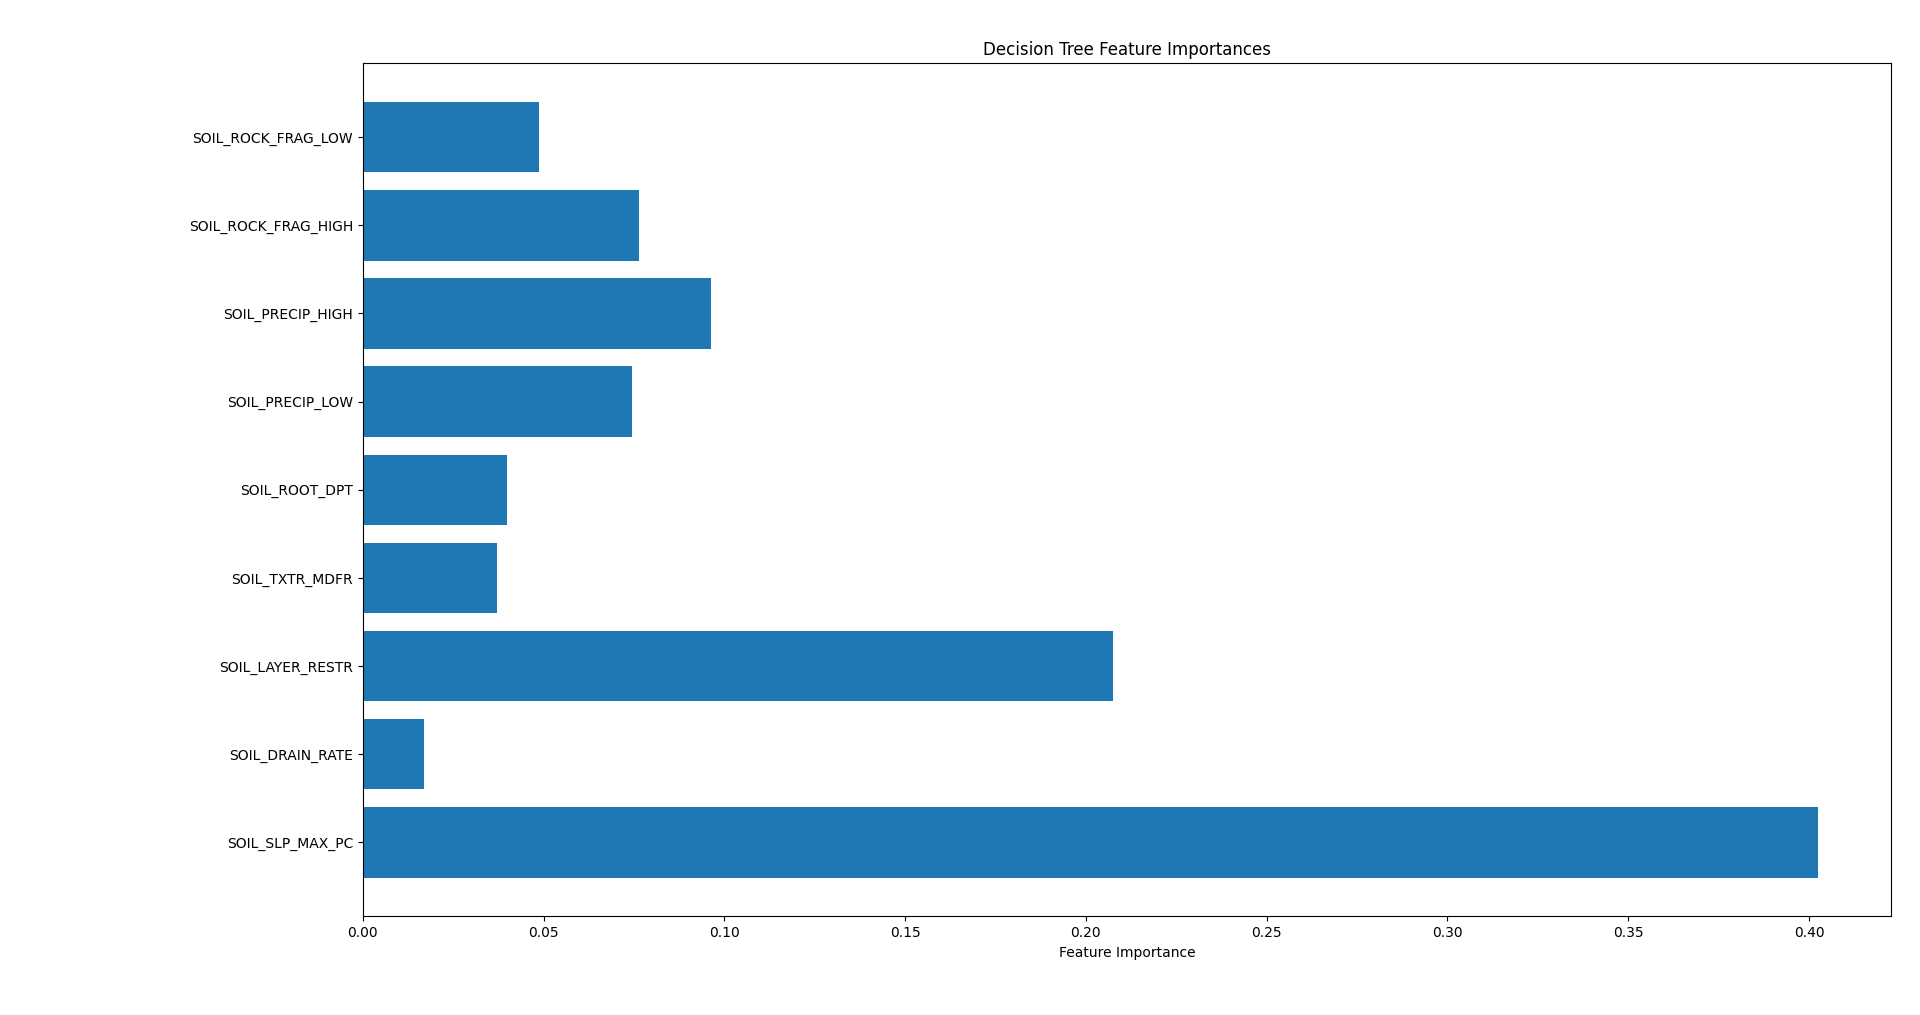 Decision Tree Feature Importances
SOIL_ROCK_FRAG_LOW
SOIL_ROCK_FRAG_HIGH
SOIL_PRECIP_HIGH
SOIL_PRECIP_LOW
SOIL_ROOT_DPT
SOIL_TXTR_MDFR
SOIL_LAYER_RESTR
SOIL_DRAIN_RATE
SOIL_SLP_MAX_PC
0.00 0.05 0.10 0.15 0.20 0.25 0.30 0.35 0.40
Feature Importance